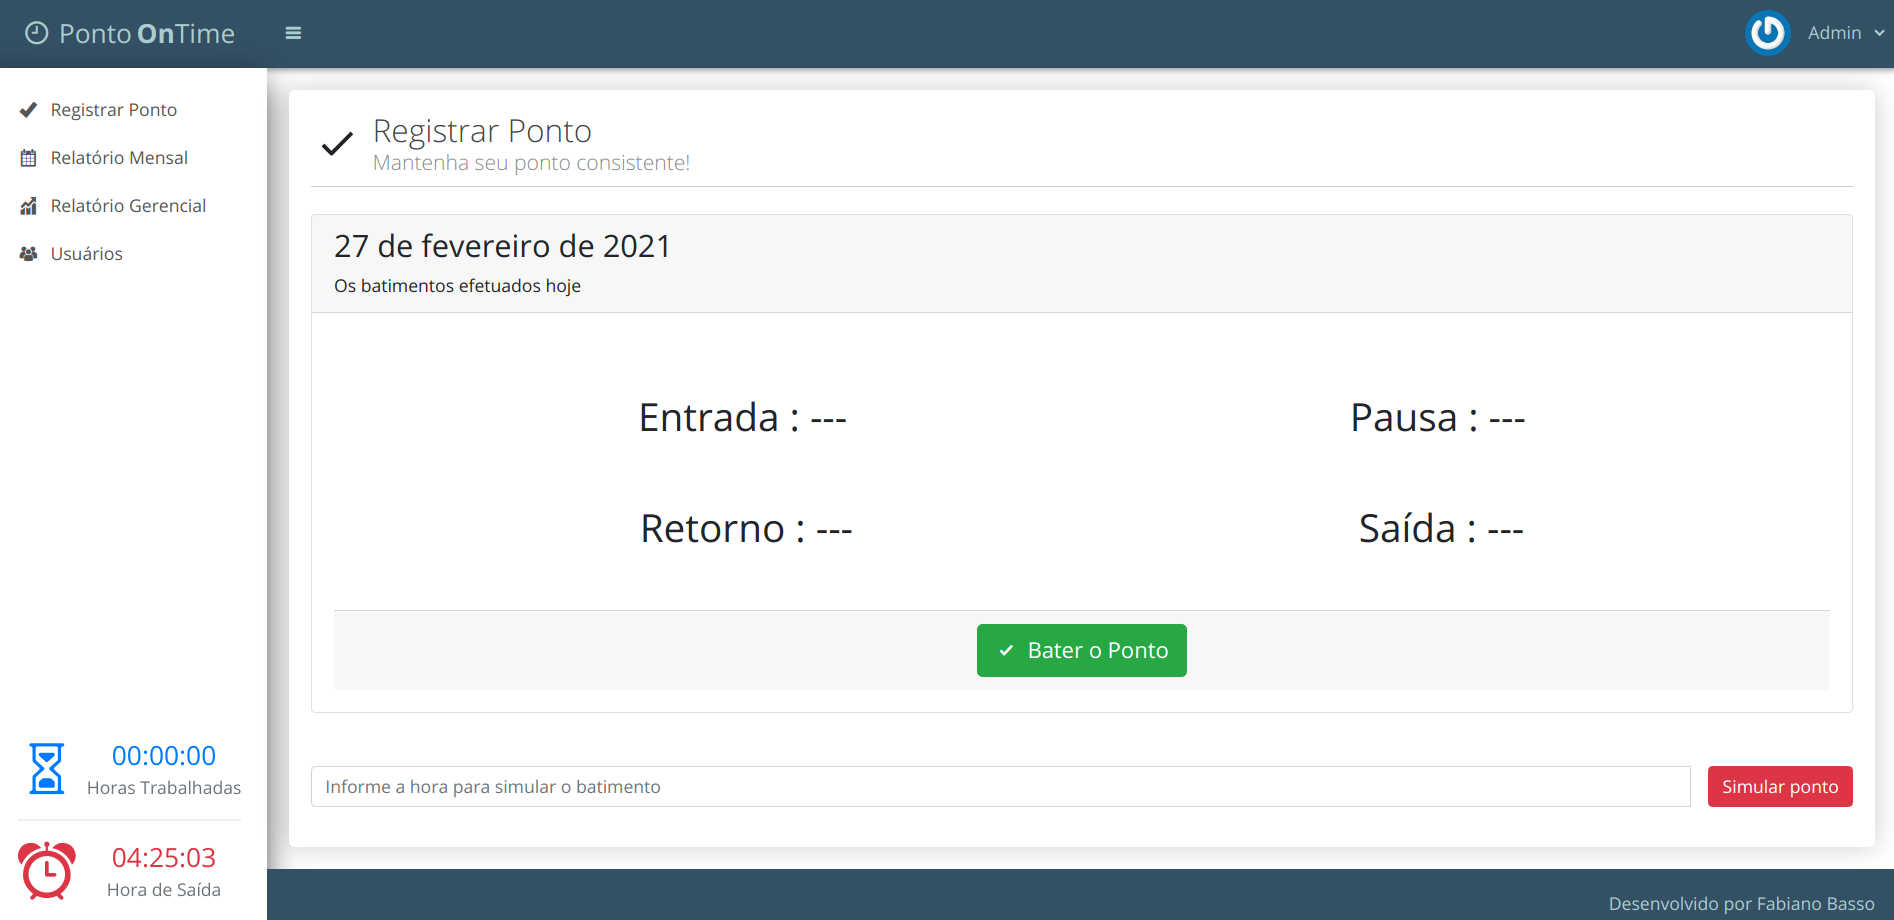 Ponto OnTime
Admin
Registrar Ponto
Relatório Mensal
Relatório Gerencial
Usuários
Registrar Ponto
Mantenha seu ponto consistente!
27 de fevereiro de 2021
Os batimentos efetuados hoje
Entrada : ---
Pausa : ---
Retorno : ---
Saída : ---
Bater o Ponto
00:00:00
Horas Trabalhadas
04:25:03
Hora de Saída
Informe a hora para simular o batimento
Simular ponto
Desenvolvido por Fabiano Basso